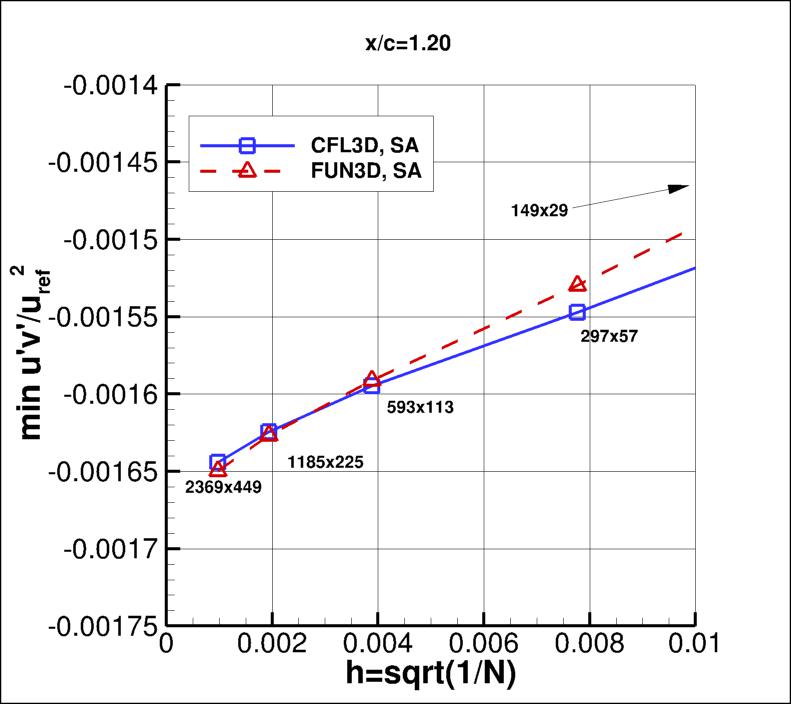 x/c=1.20
-0.0014
CFL3D, SA
FUN3D, SA
-0.00145
149x29
-0.0015
-0.00155
297x57
-0.0016
593x113
1185x225
-0.00165
2369x449
-0.0017
-0.00175
0 0.002 0.004 0.006 0.008 0.01
h=sqrt(1/N)
min u'v'/u_ref^2